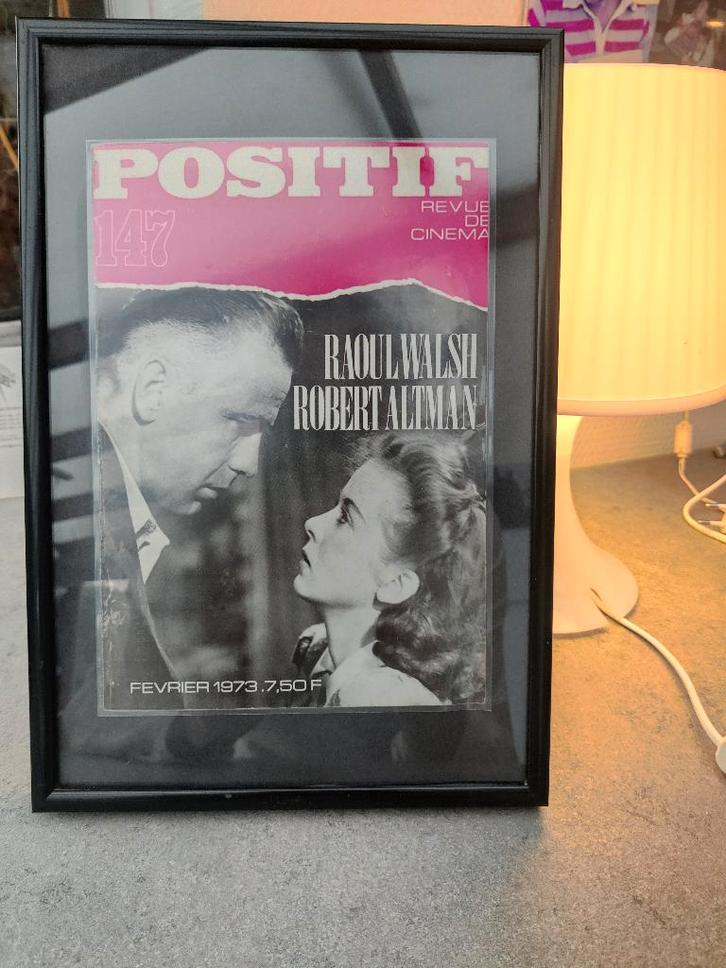 POSITIF
147
REVUE
DE
CINEMA
RAOUL WALSH
ROBERT ALTMAN
FEVRIER 1973.7,50 F